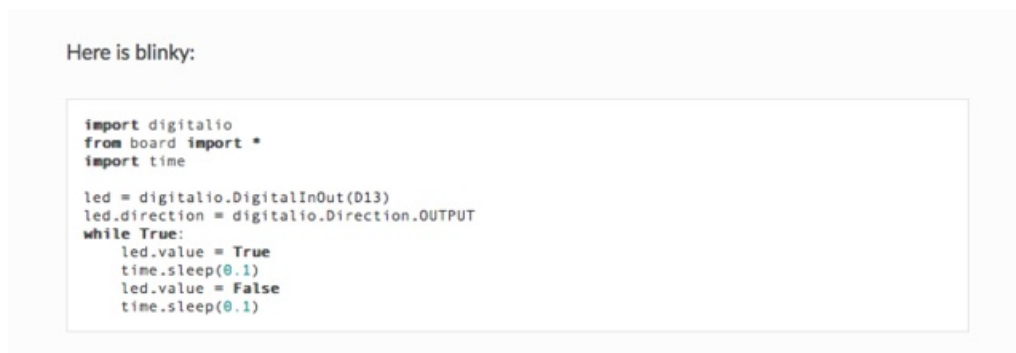 Here is blinky:
import digitalio
from board import *
import time
led = digitalio.DigitalInOut(D13)
led.direction = digitalio.Direction.OUTPUT
while True:
    led.value = True
    time.sleep(0.1)
    led.value = False
    time.sleep(0.1)